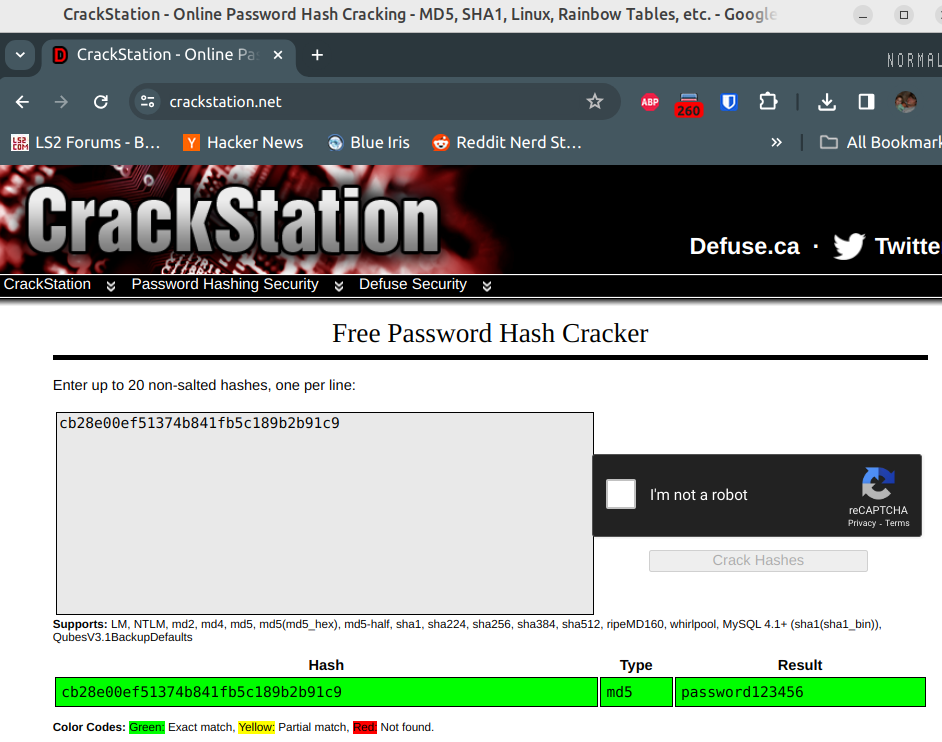 CrackStation - Online Password Hash Cracking - MD5, SHA1, Linux, Rainbow Tables, etc. - Google
CrackStation - Online Pas
NORMAL
crackstation.net
ABP
260
LS2 Forums - B…
Hacker News
Blue Iris
Reddit Nerd St…
All Bookmark
CrackStation
Defuse.ca · Twitte
CrackStation Password Hashing Security Defuse Security
Free Password Hash Cracker
Enter up to 20 non-salted hashes, one per line:
cb28e00ef51374b841fb5c189b2b91c9
I'm not a robot
reCAPTCHA
Privacy - Terms
Crack Hashes
Supports: LM, NTLM, md2, md4, md5, md5(md5_hex), md5-half, sha1, sha224, sha256, sha384, sha512, ripeMD160, whirlpool, MySQL 4.1+ (sha1(sha1_bin)),
QubesV3.1BackupDefaults
Hash Type Result
cb28e00ef51374b841fb5c189b2b91c9 md5 password123456
Color Codes: Green: Exact match, Yellow: Partial match, Red: Not found.